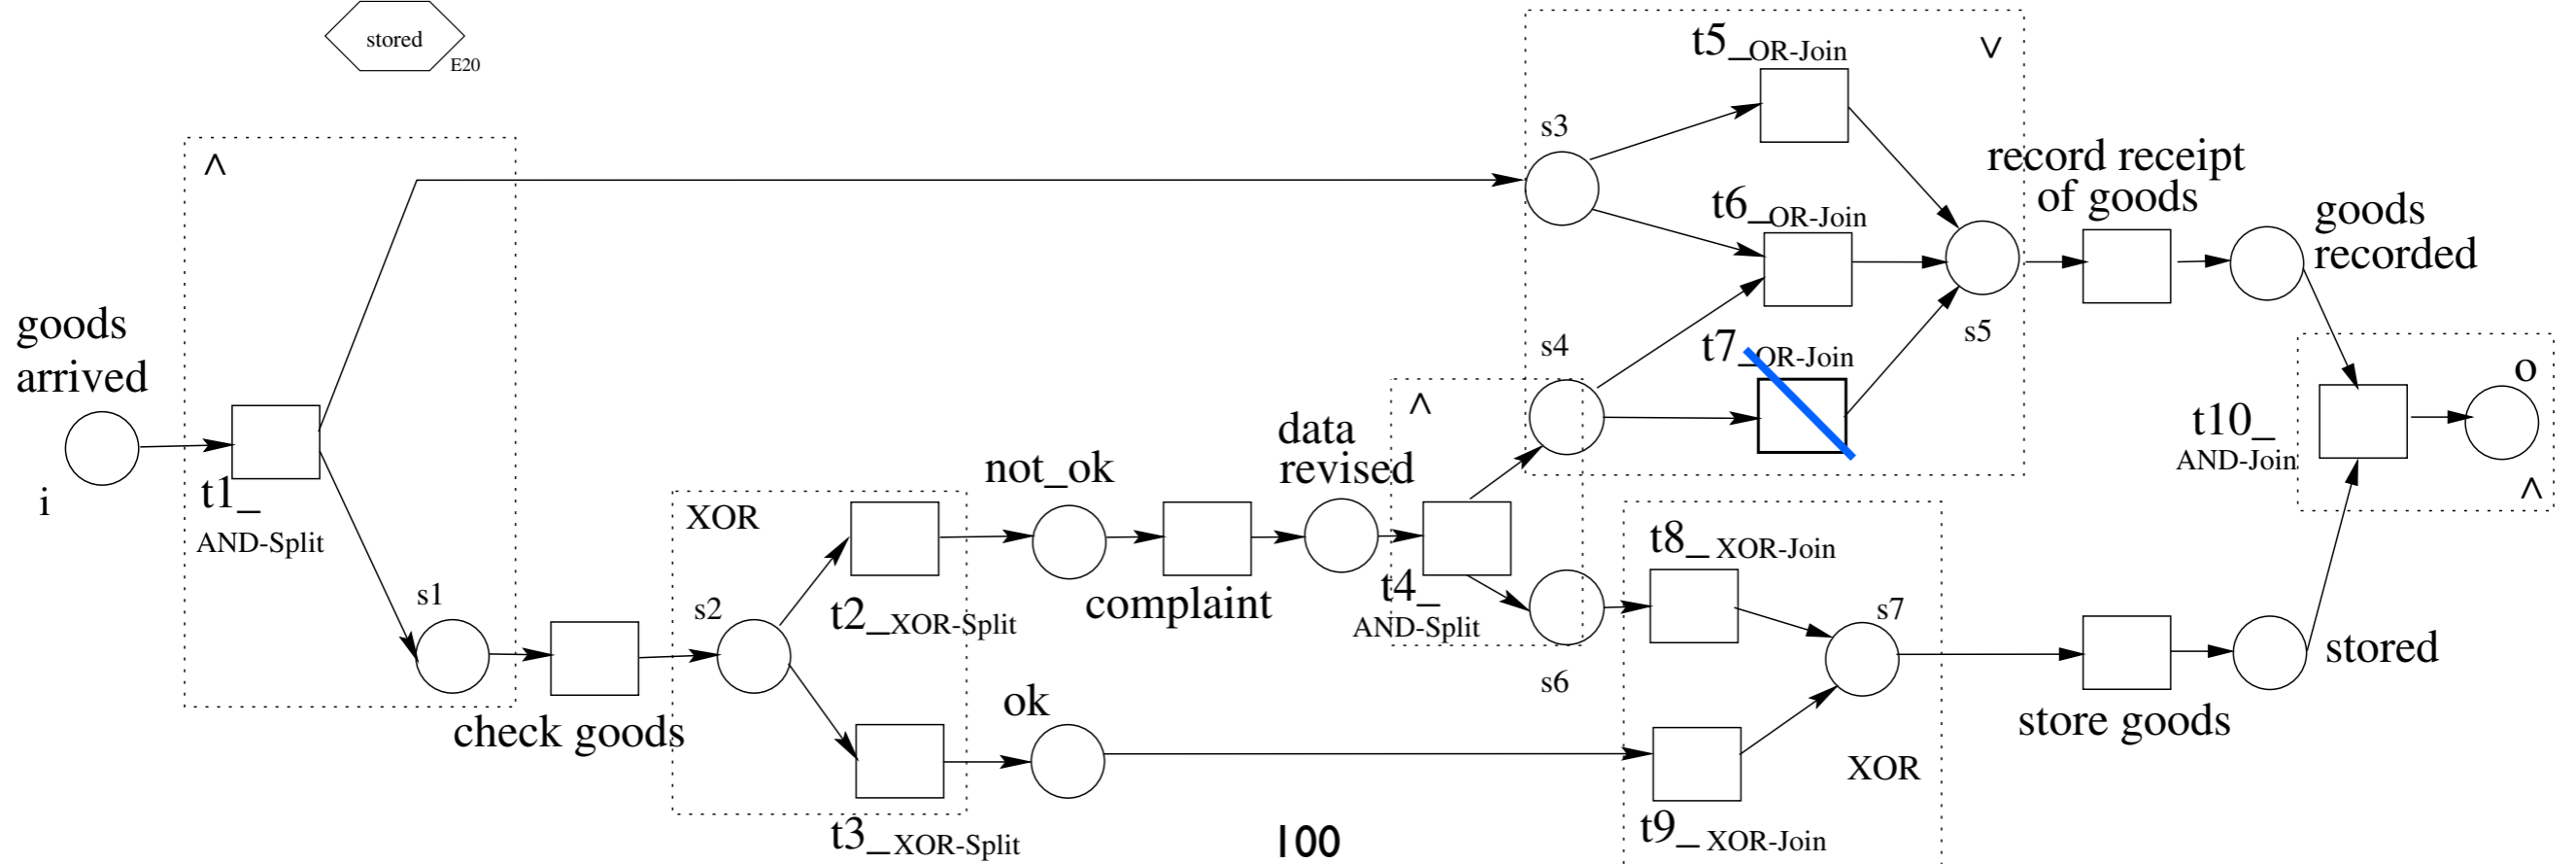 stored
E20
t5_OR-Join
∨
^
s3
record receipt
of goods
t6_OR-Join
goods
recorded
goods
arrived
s4
t7_OR-Join
s5
^
o
t10_
AND-Join
^
data
revised
not_ok
i
t1_
AND-Split
XOR
t8_ XOR-Join
s1
s2
t2_XOR-Split
complaint
t4_
AND-Split
s7
s6
stored
check goods
ok
store goods
XOR
t3_XOR-Split
100
t9_ XOR-Join